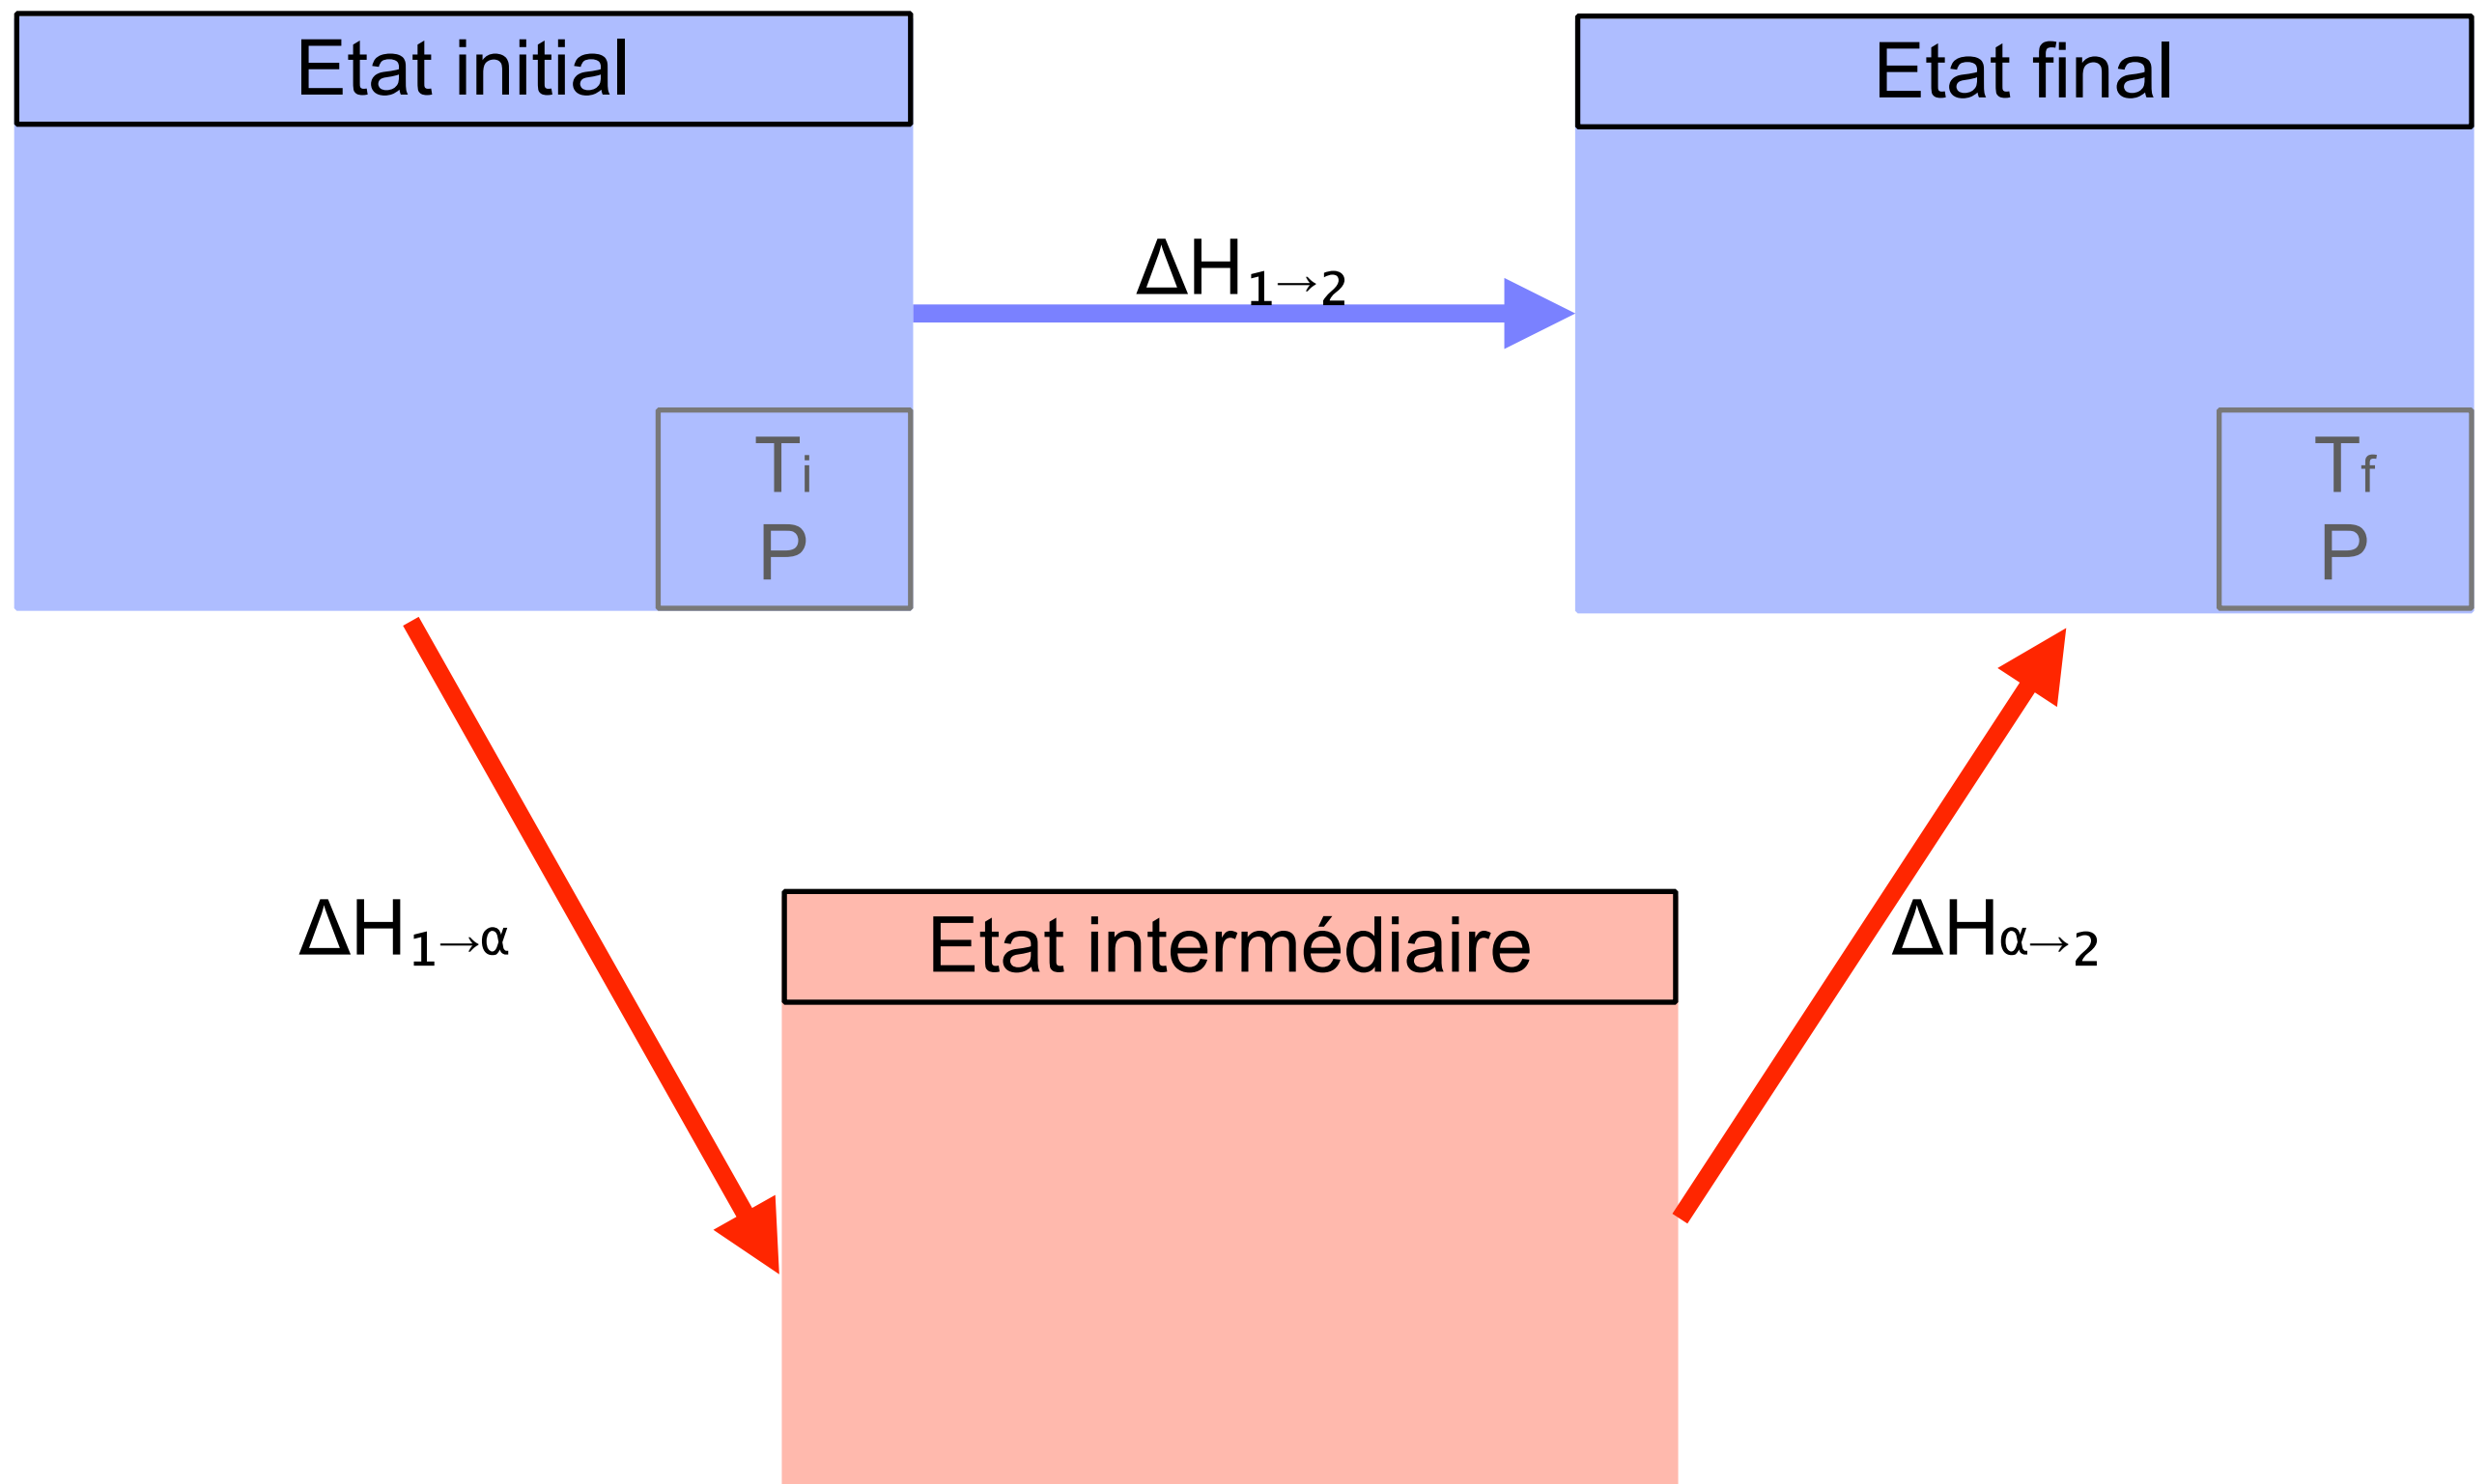 Etat initial
Etat final
ΔH1→2
Ti
P
Tf
P
ΔH1→α
Etat intermédiaire
ΔHα→2